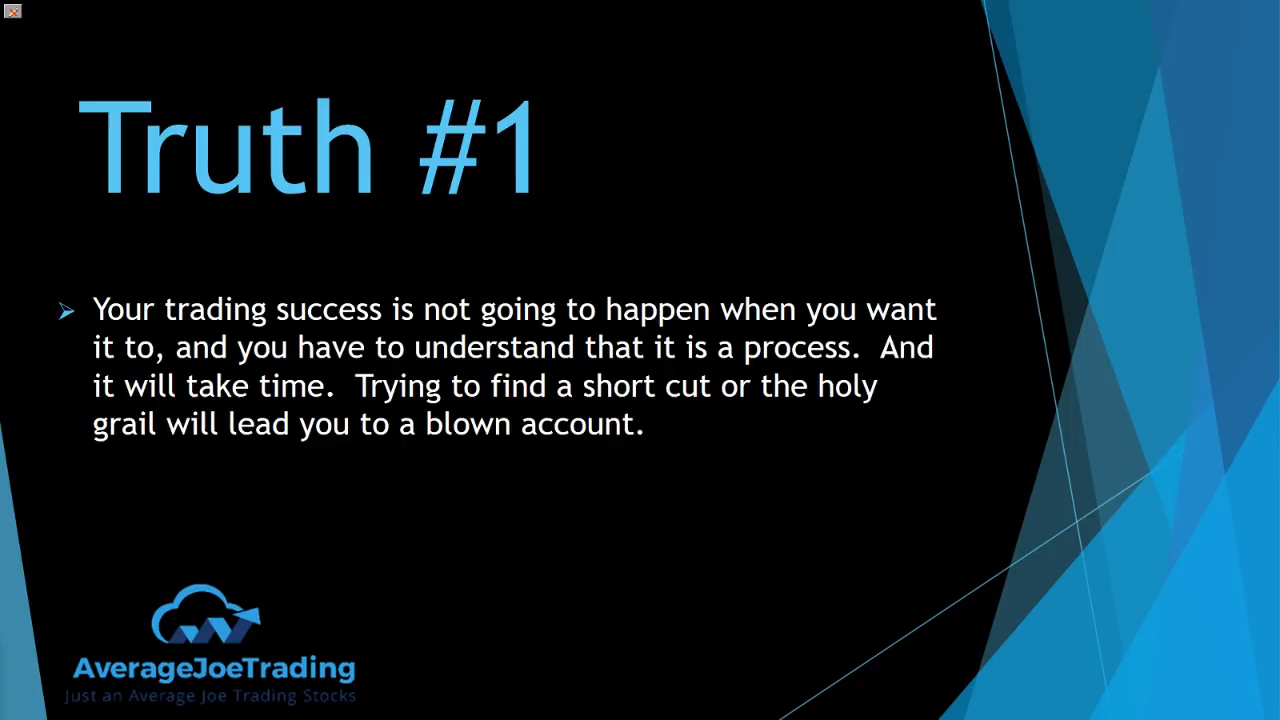 Truth #1
Your trading success is not going to happen when you want
it to, and you have to understand that it is a process.  And
it will take time.  Trying to find a short cut or the holy
grail will lead you to a blown account.
AverageJoeTrading
Just an Average Joe Trading Stocks